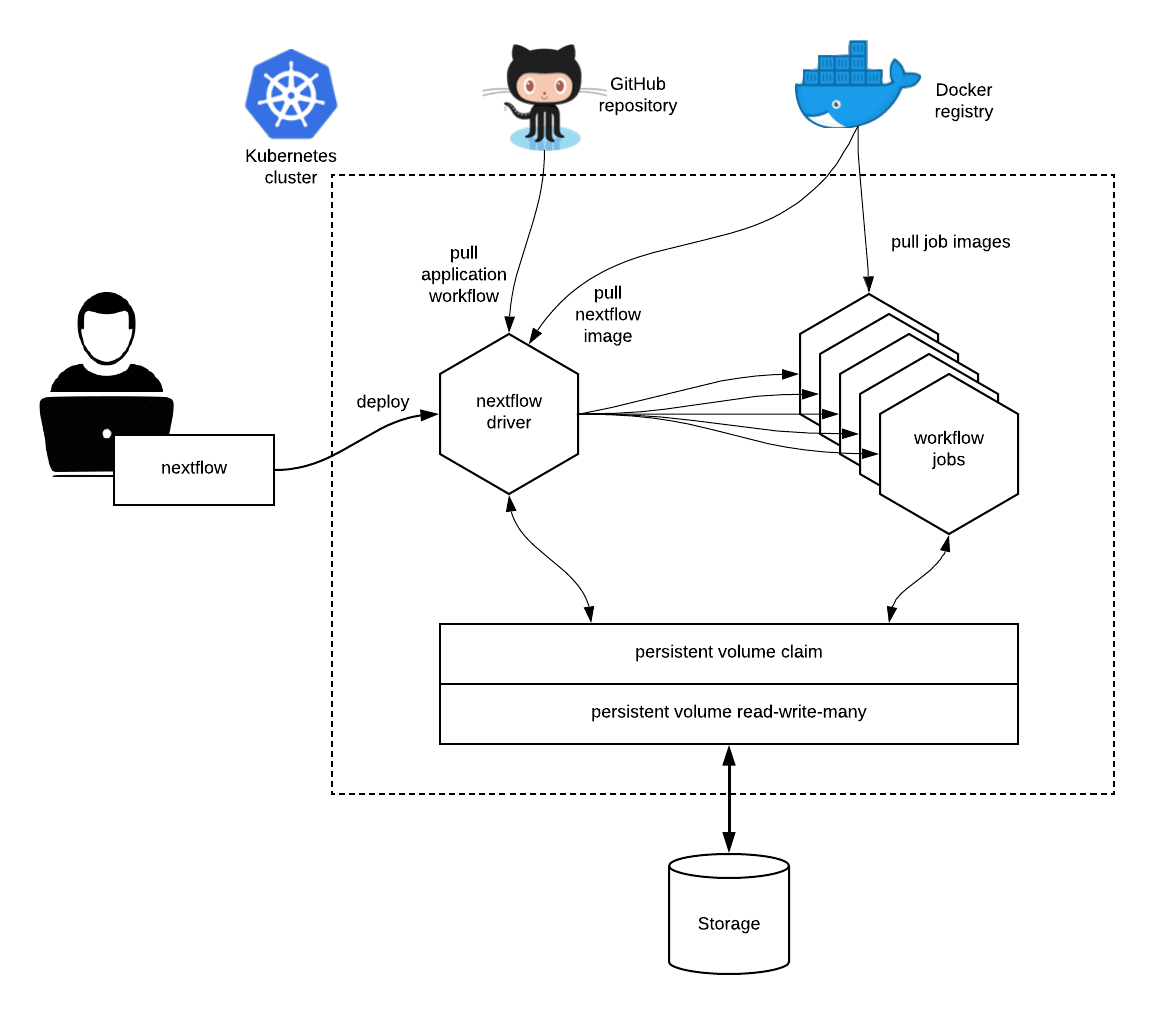 GitHub
repository
Docker
registry
Kubernetes
cluster
pull
application
workflow
pull job images
pull
nextflow
image
deploy
nextflow
driver
workflow
jobs
nextflow
persistent volume claim
persistent volume read-write-many
Storage